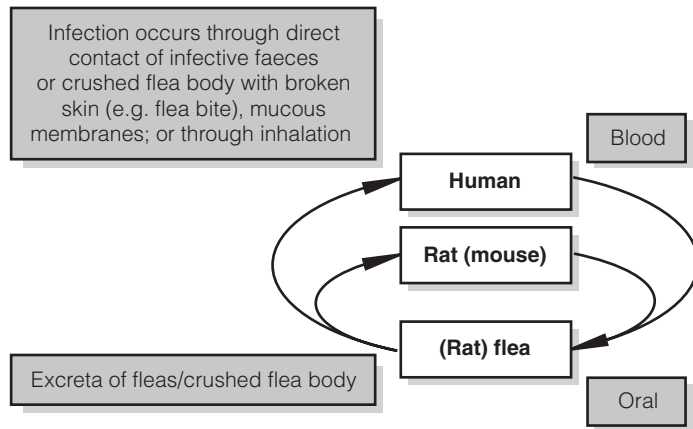 Infection occurs through direct
contact of infective faeces
or crushed flea body with broken
skin (e.g. flea bite), mucous
membranes; or through inhalation
Blood
Human
Rat (mouse)
(Rat) flea
Excreta of fleas/crushed flea body
Oral